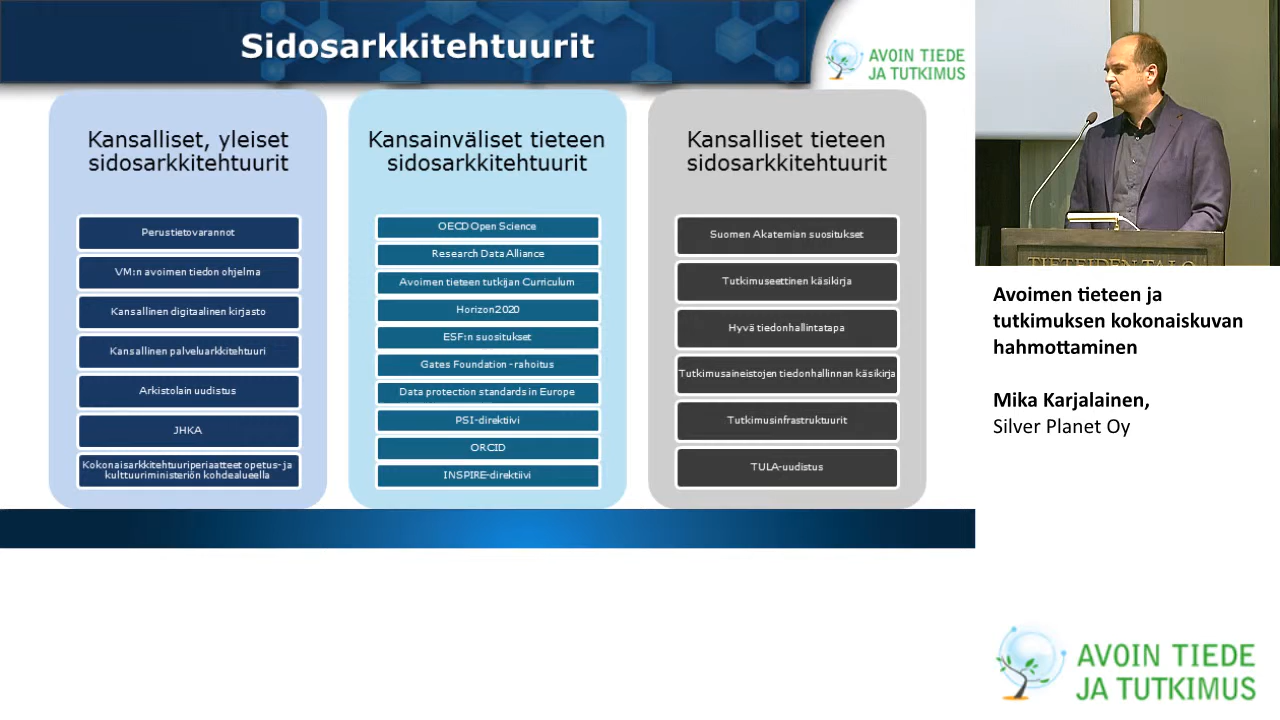 Sidosarkkitehtuurit
AVOIN TIEDE
JA TUTKIMUS
Kansalliset, yleiset
sidosarkkitehtuurit
Perustietovarannot
VM:n avoimen tiedon ohjelma
Kansallinen digitaalinen kirjasto
Kansallinen palveluarkkitehtuuri
Arkistolain uudistus
JHKA
Kokonaisarkkitehtuuriperiaatteet opetus- ja
kulttuuriministeriön kohdealueella
Kansainväliset tieteen
sidosarkkitehtuurit
OECD Open Science
Research Data Alliance
Avoimen tieteen tutkijan Curriculum
Horizon2020
ESF:n suositukset
Gates Foundation -rahoitus
Data protection standards in Europe
PSI-direktiivi
ORCID
INSPIRE-direktiivi
Kansalliset tieteen
sidosarkkitehtuurit
Suomen Akatemian suositukset
Tutkimuseettinen käsikirja
Hyvä tiedonhallintatapa
Tutkimusaineistojen tiedonhallinnan käsikirja
Tutkimusinfrastruktuurit
TULA-uudistus
TIETEIDEN TALO
Avoimen tieteen ja
tutkimuksen kokonaiskuvan
hahmottaminen
Mika Karjalainen,
Silver Planet Oy
AVOIN TIEDE
JA TUTKIMUS